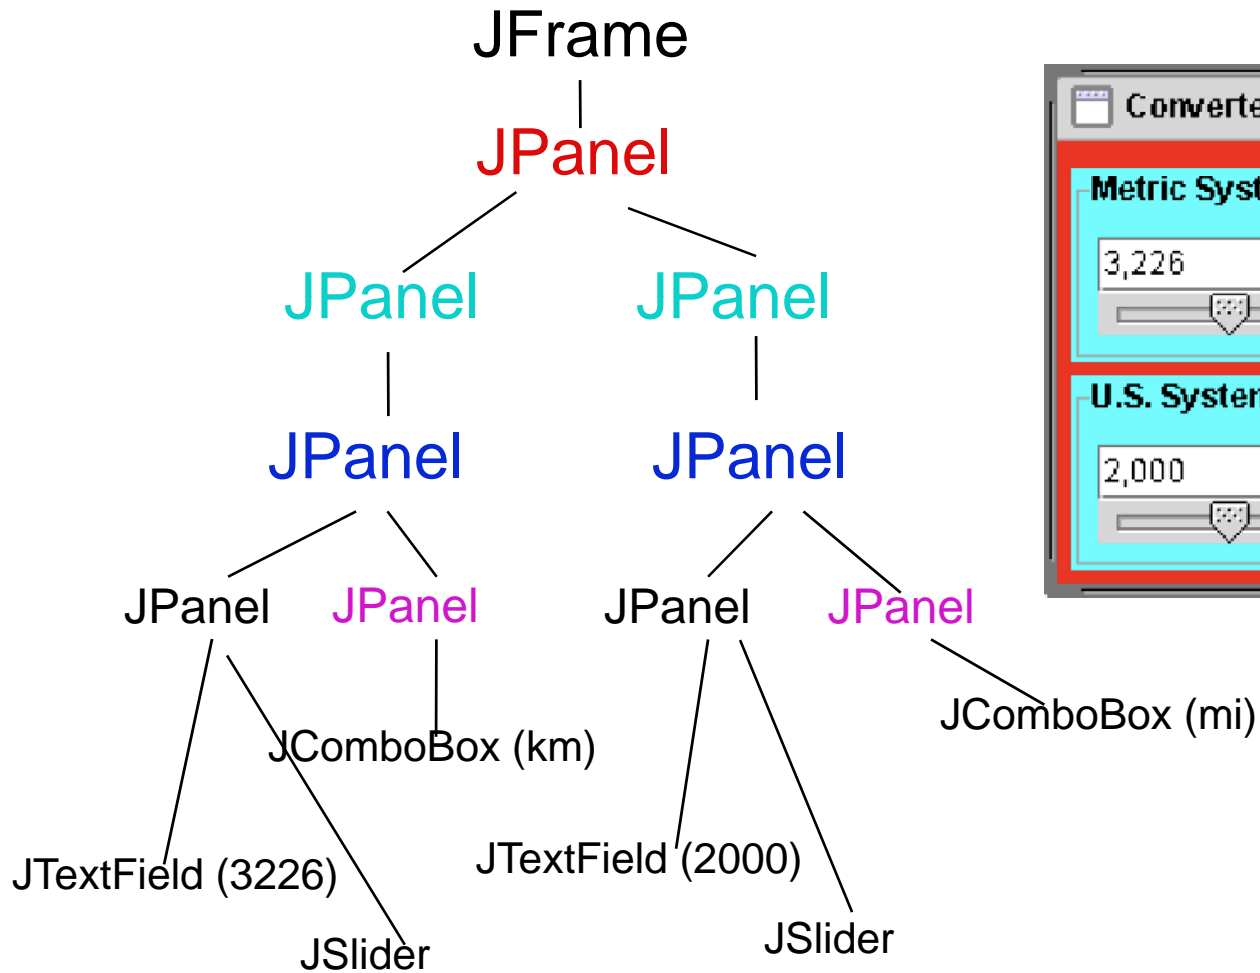 JFrame
JPanel
JPanel JPanel
JPanel JPanel
JPanel JPanel JPanel JPanel
JComboBox (km)
JComboBox (mi)
JTextField (3226)
JTextField (2000)
JSlider
JSlider
Converte
Metric Syst
3,226
U.S. System
2,000